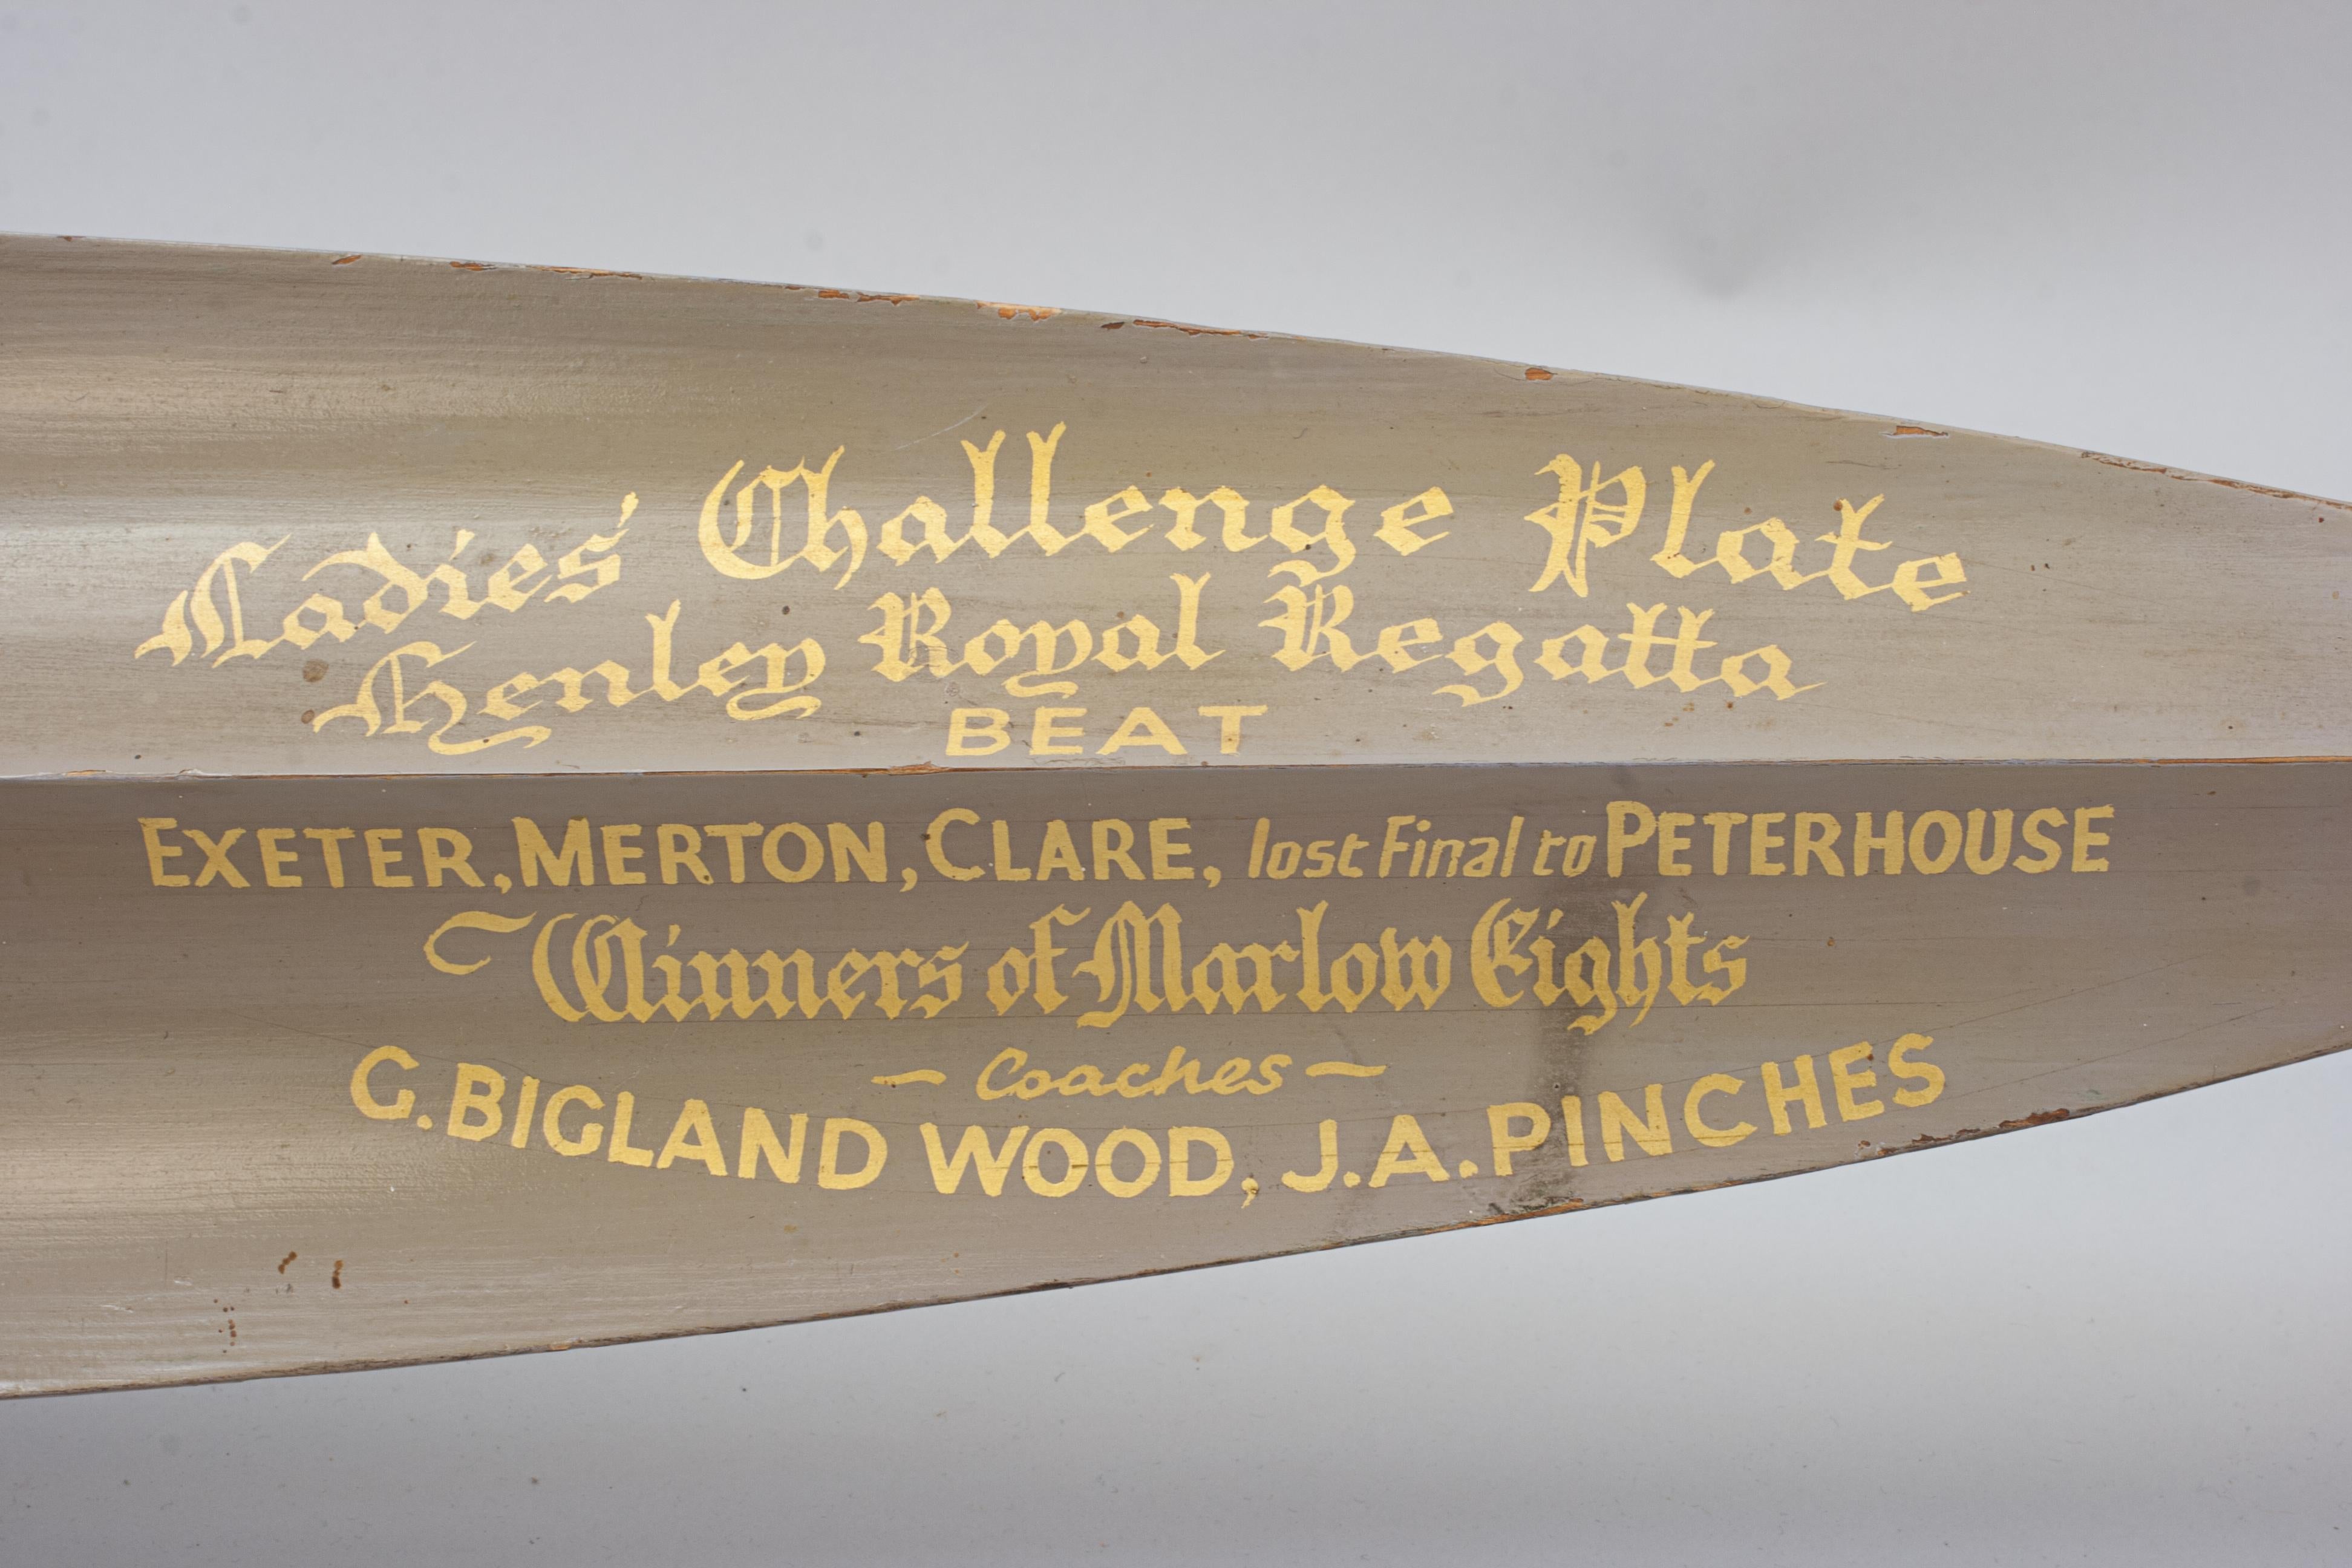 Ladies' Challenge Plate
Henley Royal Regatta
BEAT
EXETER, MERTON, CLARE, lost Final to PETERHOUSE
Winners of Marlow Eights
– Coaches –
C. BIGLAND WOOD, J.A. PINCHES